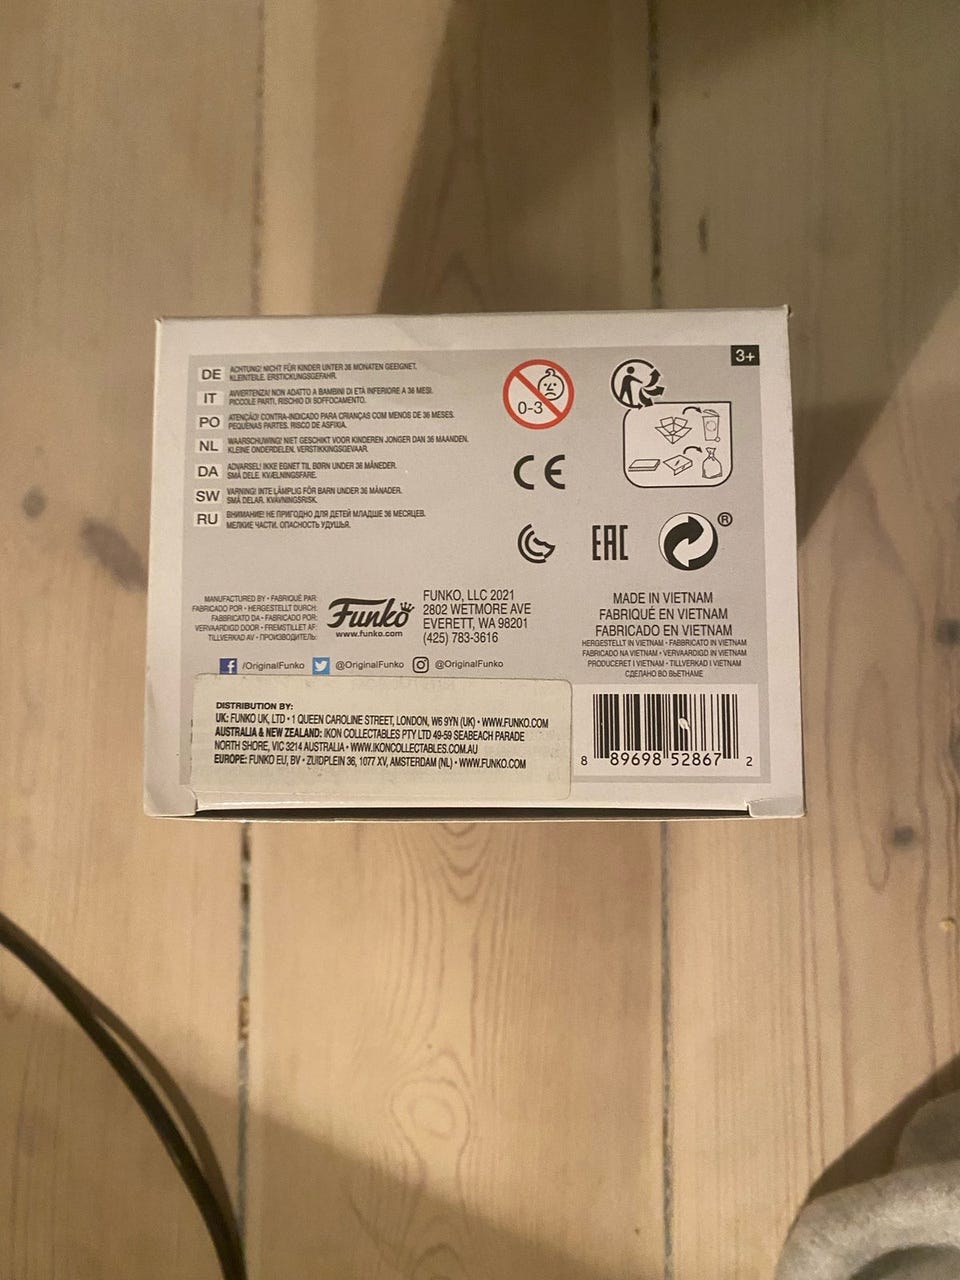 3+
DE ACHTUNG! NICHT FÜR KINDER UNTER 36 MONATEN GEEIGNET.
KLEINTEILE. ERSTICKUNGSGEFAHR.
IT AVVERTENZA! NON ADATTO A BAMBINI DI ETÀ INFERIORE A 36 MESI.
PICCOLE PARTI, RISCHIO DI SOFFOCAMENTO.
PO ATENÇÃO! CONTRA-INDICADO PARA CRIANÇAS COM MENOS DE 36 MESES.
PEQUENAS PARTES. RISCO DE ASFIXIA.
NL WAARSCHUWING! NIET GESCHIKT VOOR KINDEREN JONGER DAN 36 MAANDEN.
KLEINE ONDERDELEN. VERSTIKKINGSGEVAAR.
DA ADVARSEL! IKKE EGNET TIL BØRN UNDER 36 MÅNEDER.
SMÅ DELE. KVÆLNINGSFARE.
SW VARNING! INTE LÄMPLIG FÖR BARN UNDER 36 MÅNADER.
SMÅ DELAR. KVÄVNINGSRISK.
RU ВНИМАНИЕ! НЕ ПРИГОДНО ДЛЯ ДЕТЕЙ МЛАДШЕ 36 МЕСЯЦЕВ.
МЕЛКИЕ ЧАСТИ. ОПАСНОСТЬ УДУШЬЯ.
0-3
CE
EAC
®
MANUFACTURED BY • FABRIQUÉ PAR:
FABRICADO POR • HERGESTELLT DURCH:
FABBRICATO DA • FABRICADO POR:
VERVAARDIGD DOOR • FREMSTILLET AF:
TILLVERKAD AV • ПРОИЗВОДИТЕЛЬ:
Funko
www.funko.com
FUNKO, LLC 2021
2802 WETMORE AVE
EVERETT, WA 98201
(425) 783-3616
MADE IN VIETNAM
FABRIQUÉ EN VIETNAM
FABRICADO EN VIETNAM
HERGESTELLT IN VIETNAM • FABBRICATO IN VIETNAM
FABRICADO NA VIETNAM • VERVAARDIGD IN VIETNAM
PRODUCERET I VIETNAM • TILLVERKAD I VIETNAM
СДЕЛАНО ВО ВЬЕТНАМЕ
f /OriginalFunko @OriginalFunko @OriginalFunko
DISTRIBUTION BY:
UK: FUNKO UK, LTD • 1 QUEEN CAROLINE STREET, LONDON, W6 9YN (UK) • WWW.FUNKO.COM
AUSTRALIA & NEW ZEALAND: IKON COLLECTABLES PTY LTD 49-59 SEABEACH PARADE
NORTH SHORE, VIC 3214 AUSTRALIA • WWW.IKONCOLLECTABLES.COM.AU
EUROPE: FUNKO EU, BV • ZUIDPLEIN 36, 1077 XV, AMSTERDAM (NL) • WWW.FUNKO.COM
8 89698 52867 2